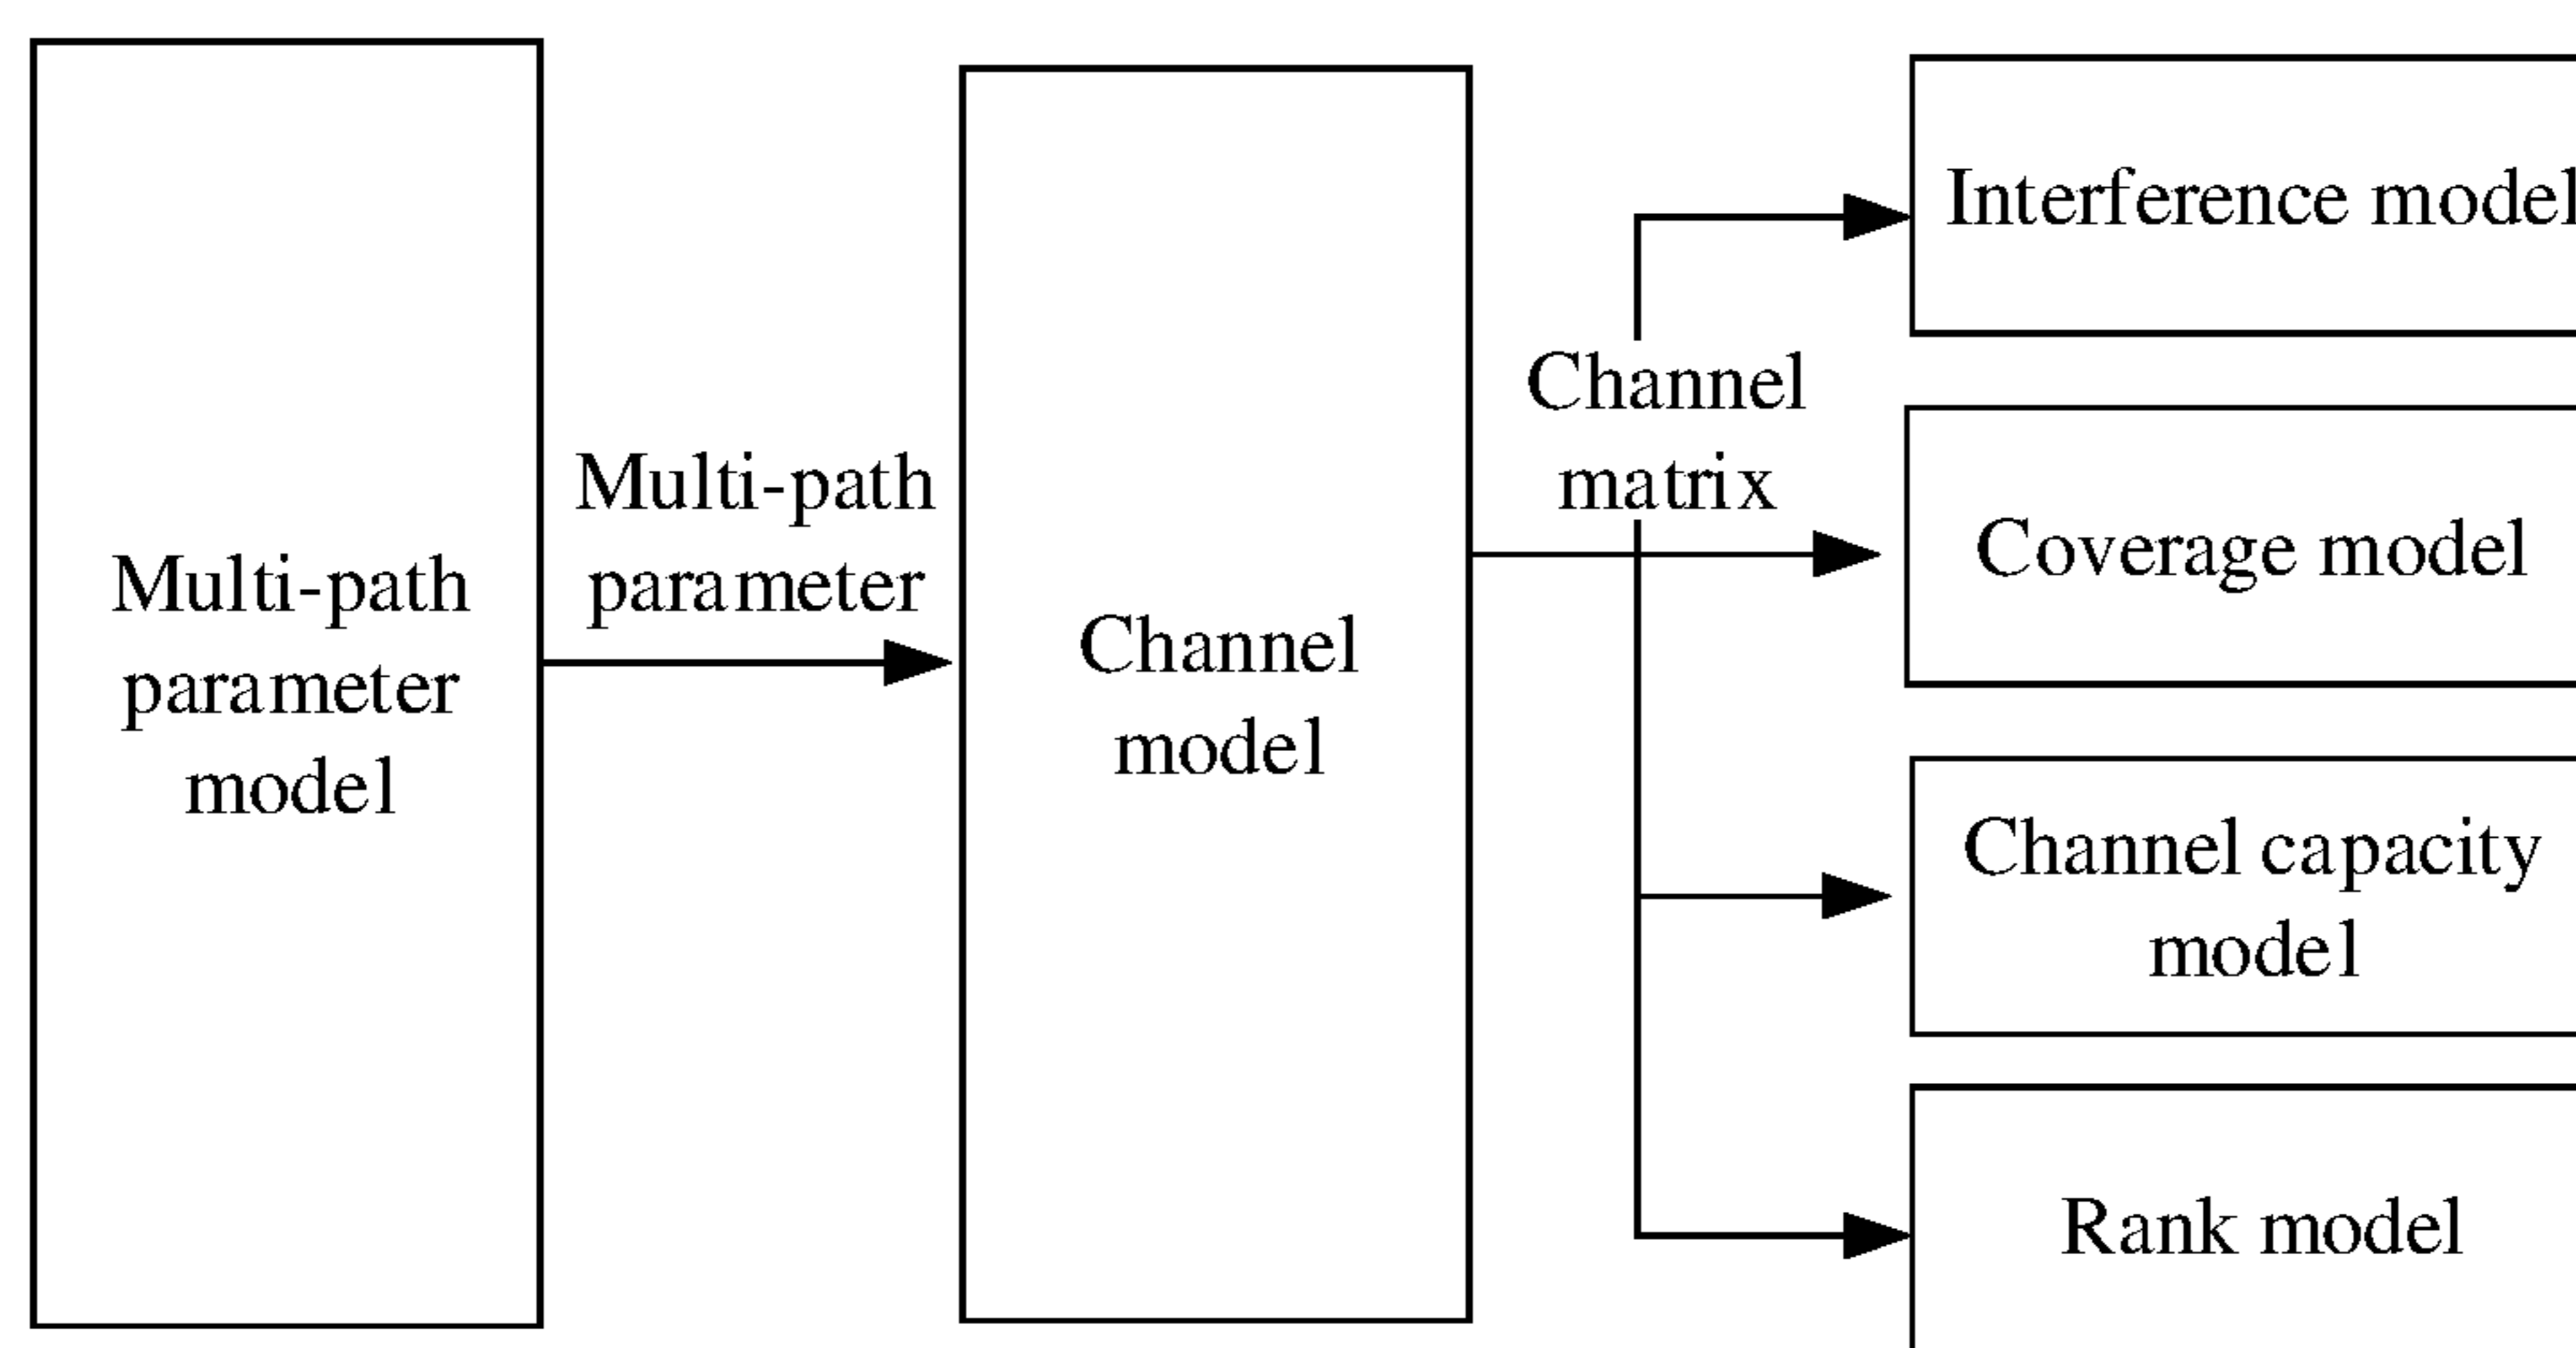 Multi-path
parameter
model
Multi-path
parameter
Channel
model
Channel
matrix
Interference model
Coverage model
Channel capacity
model
Rank model